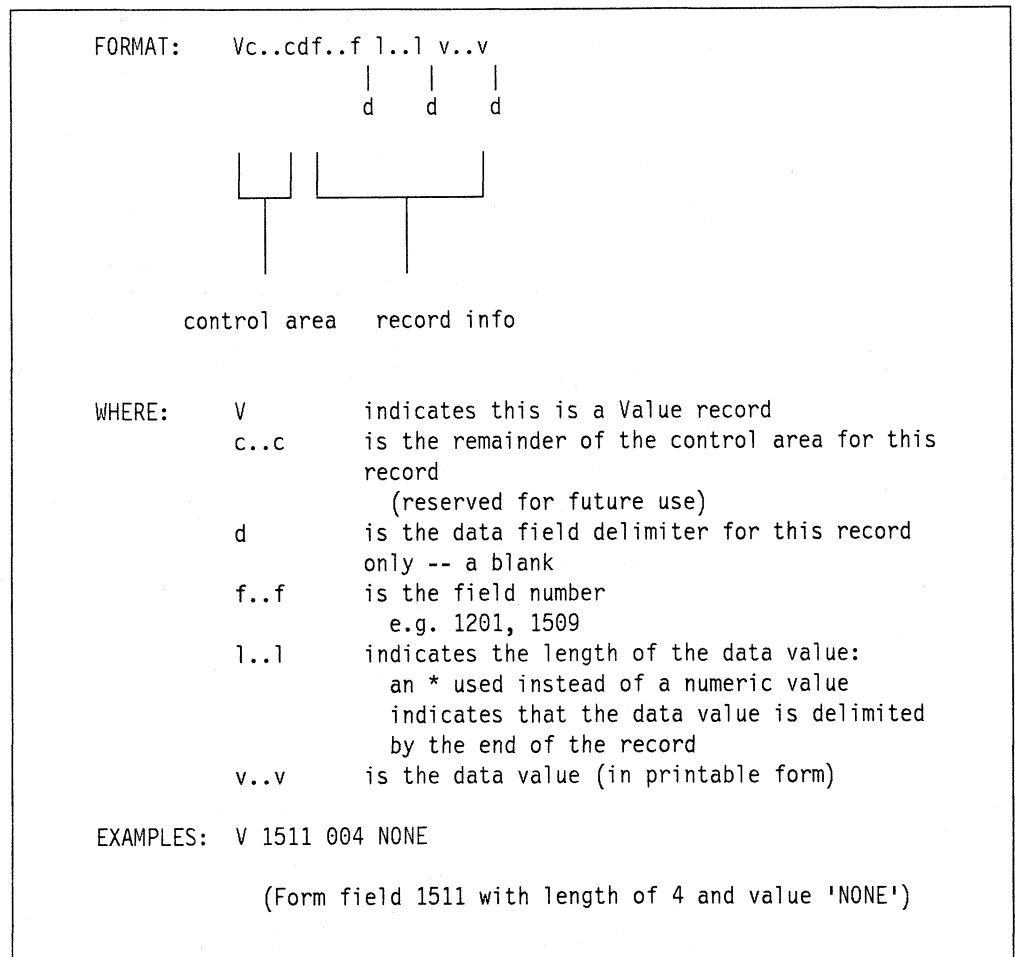 FORMAT: Vc..cdf..f l..l v..v
d d d
control area record info
WHERE: V indicates this is a Value record
c..c is the remainder of the control area for this
record
(reserved for future use)
d is the data field delimiter for this record
only -- a blank
f..f is the field number
e.g. 1201, 1509
l..l indicates the length of the data value:
an * used instead of a numeric value
indicates that the data value is delimited
by the end of the record
v..v is the data value (in printable form)
EXAMPLES: V 1511 004 NONE
(Form field 1511 with length of 4 and value 'NONE')